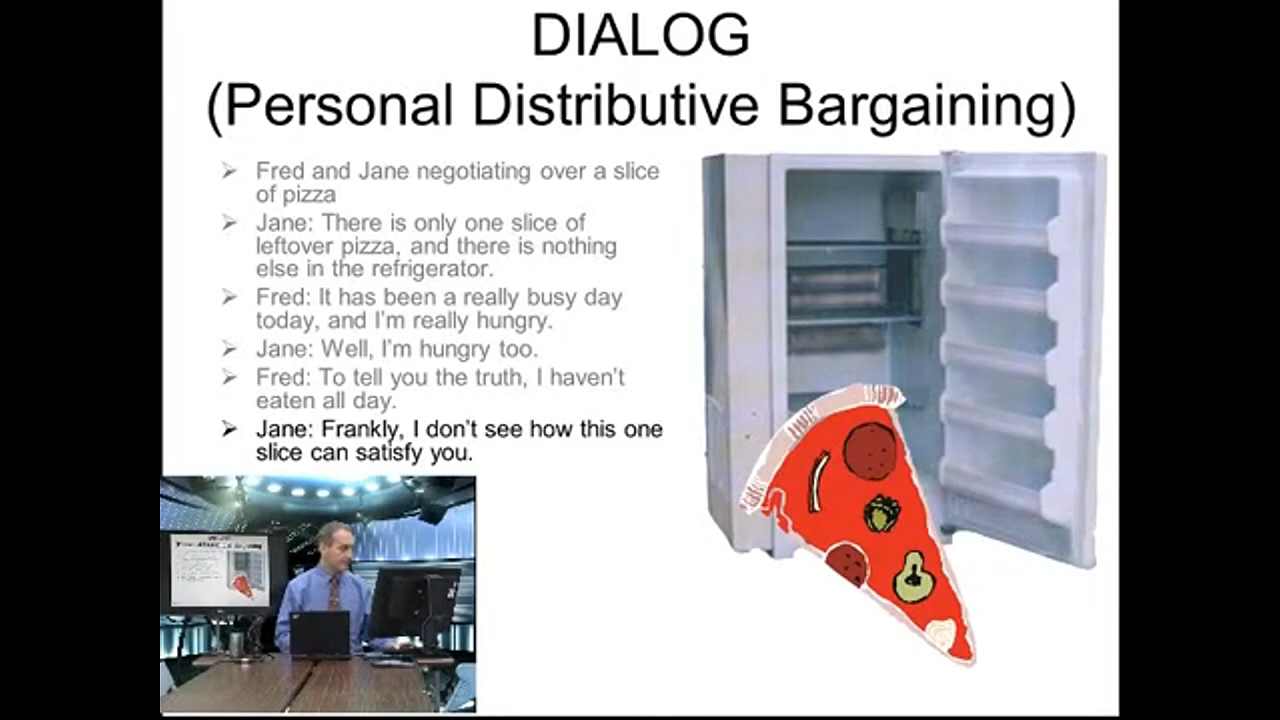 DIALOG
(Personal Distributive Bargaining)
Fred and Jane negotiating over a slice
of pizza
Jane: There is only one slice of
leftover pizza, and there is nothing
else in the refrigerator.
Fred: It has been a really busy day
today, and I'm really hungry.
Jane: Well, I'm hungry too.
Fred: To tell you the truth, I haven't
eaten all day.
Jane: Frankly, I don't see how this one
slice can satisfy you.